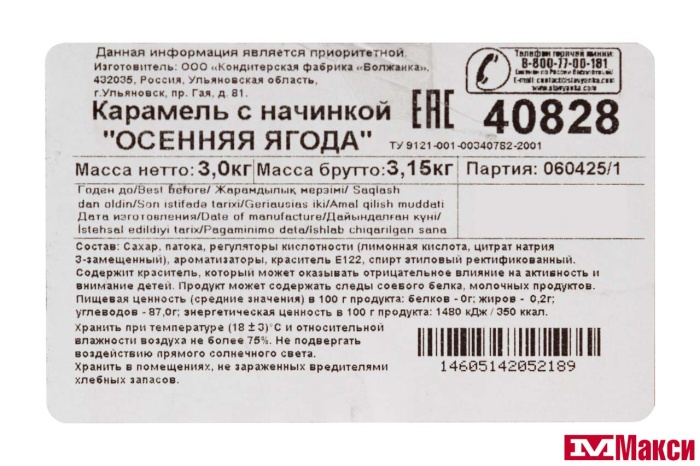 Данная информация является приоритетной.
Изготовитель: ООО «Кондитерская фабрика «Волжанка»,
432035, Россия, Ульяновская область,
г.Ульяновск, пр. Гая, д. 81.
Телефон горячей линии:
8-800-77-00-181
E-mail: contact@slavyanka.com
www.slavyanka.com
Карамель с начинкой
"ОСЕННЯЯ ЯГОДА"
EAC 40828
ТУ 9121-001-00340782-2001
Масса нетто: 3,0кг Масса брутто: 3,15кг Партия: 060425/1
Годен до/Best before/ Жарамдылық мерзімі/ Saqlash
dan oldin/Son istifadə tarixi/Geriausias iki/Amal qilish muddati
Дата изготовления/Date of manufacture/Дайындалған күні/
Istehsal edildiyi tarix/Pagaminimo data/Ishlab chiqarilgan sana
Состав: Сахар, патока, регуляторы кислотности (лимонная кислота, цитрат натрия
3-замещенный), ароматизаторы, краситель Е122, спирт этиловый ректификованный.
Содержит краситель, который может оказывать отрицательное влияние на активность и
внимание детей. Продукт может содержать следы соевого белка, молочных продуктов.
Пищевая ценность (средние значения) в 100 г продукта: белков - 0г; жиров - 0,2г;
углеводов - 87,0г; энергетическая ценность в 100 г продукта: 1480 кДж / 350 ккал.
Хранить при температуре (18 ± 3)°С и относительной
влажности воздуха не более 75%. Не подвергать
воздействию прямого солнечного света.
Хранить в помещениях, не зараженных вредителями
хлебных запасов.
14605142052189
Макси